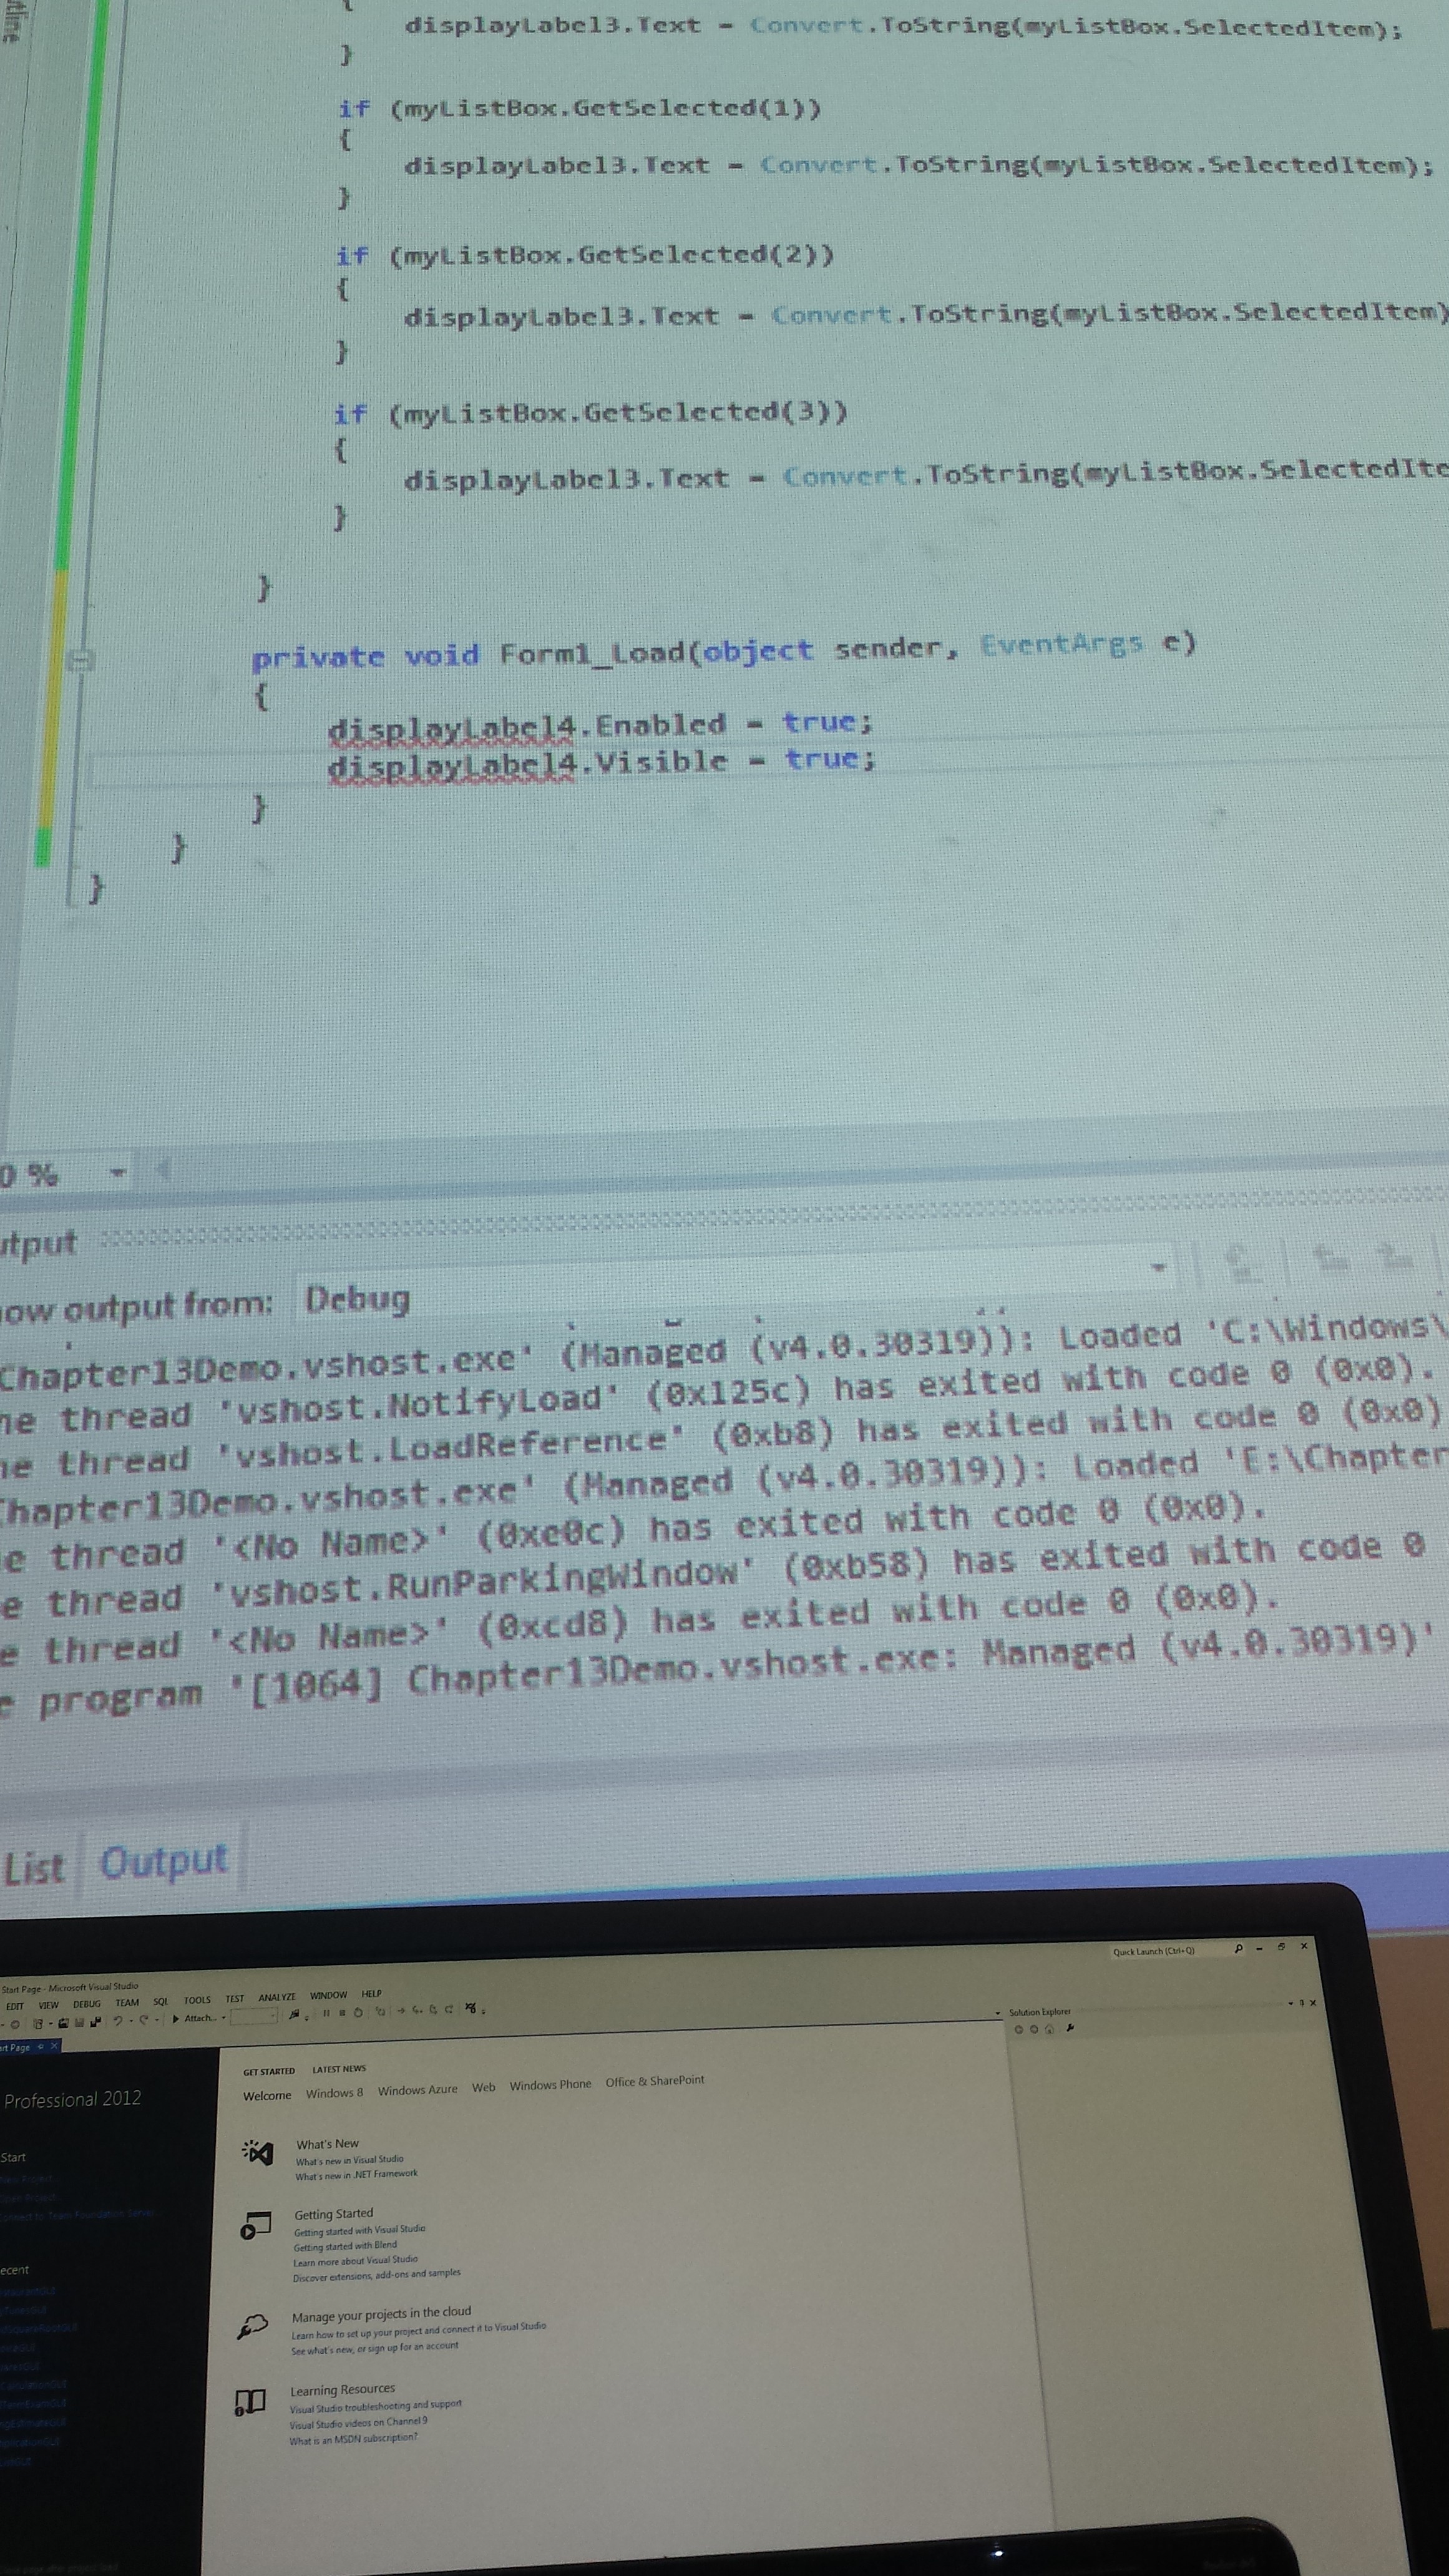 {
displayLabel3.Text = Convert.ToString(myListBox.SelectedItem);
}
if (myListBox.GetSelected(1))
{
displayLabel3.Text = Convert.ToString(myListBox.SelectedItem);
}
if (myListBox.GetSelected(2))
{
displayLabel3.Text = Convert.ToString(myListBox.SelectedItem)
}
if (myListBox.GetSelected(3))
{
displayLabel3.Text = Convert.ToString(myListBox.SelectedIte
}
}
private void Form1_Load(object sender, EventArgs e)
{
displayLabel4.Enabled = true;
displayLabel4.Visible = true;
}
}
}
0 %
utput
how output from: Debug
Chapter13Demo.vshost.exe' (Managed (v4.0.30319)): Loaded 'C:\Windows\
he thread 'vshost.NotifyLoad' (0x125c) has exited with code 0 (0x0).
he thread 'vshost.LoadReference' (0xb8) has exited with code 0 (0x0)
Chapter13Demo.vshost.exe' (Managed (v4.0.30319)): Loaded 'E:\Chapter
e thread '<No Name>' (0xe0c) has exited with code 0 (0x0).
e thread 'vshost.RunParkingWindow' (0xb58) has exited with code 0
e thread '<No Name>' (0xcd8) has exited with code 0 (0x0).
e program '[1064] Chapter13Demo.vshost.exe: Managed (v4.0.30319)'
List Output
Start Page - Microsoft Visual Studio
Quick Launch (Ctrl+Q)
EDIT VIEW DEBUG TEAM SQL TOOLS TEST ANALYZE WINDOW HELP
Attach...
Solution Explorer
rt Page
GET STARTED LATEST NEWS
Professional 2012
Welcome Windows 8 Windows Azure Web Windows Phone Office & SharePoint
Start
What's New
What's new in Visual Studio
What's new in .NET Framework
Open Project...
Connect to Team Foundation Server
Getting Started
Getting started with Visual Studio
Getting started with Blend
Learn more about Visual Studio
Discover extensions, add-ons and samples
ecent
Manage your projects in the cloud
Learn how to set up your project and connect it to Visual Studio
See what's new, or sign up for an account
Learning Resources
Visual Studio troubleshooting and support
Visual Studio videos on Channel 9
What is an MSDN subscription?